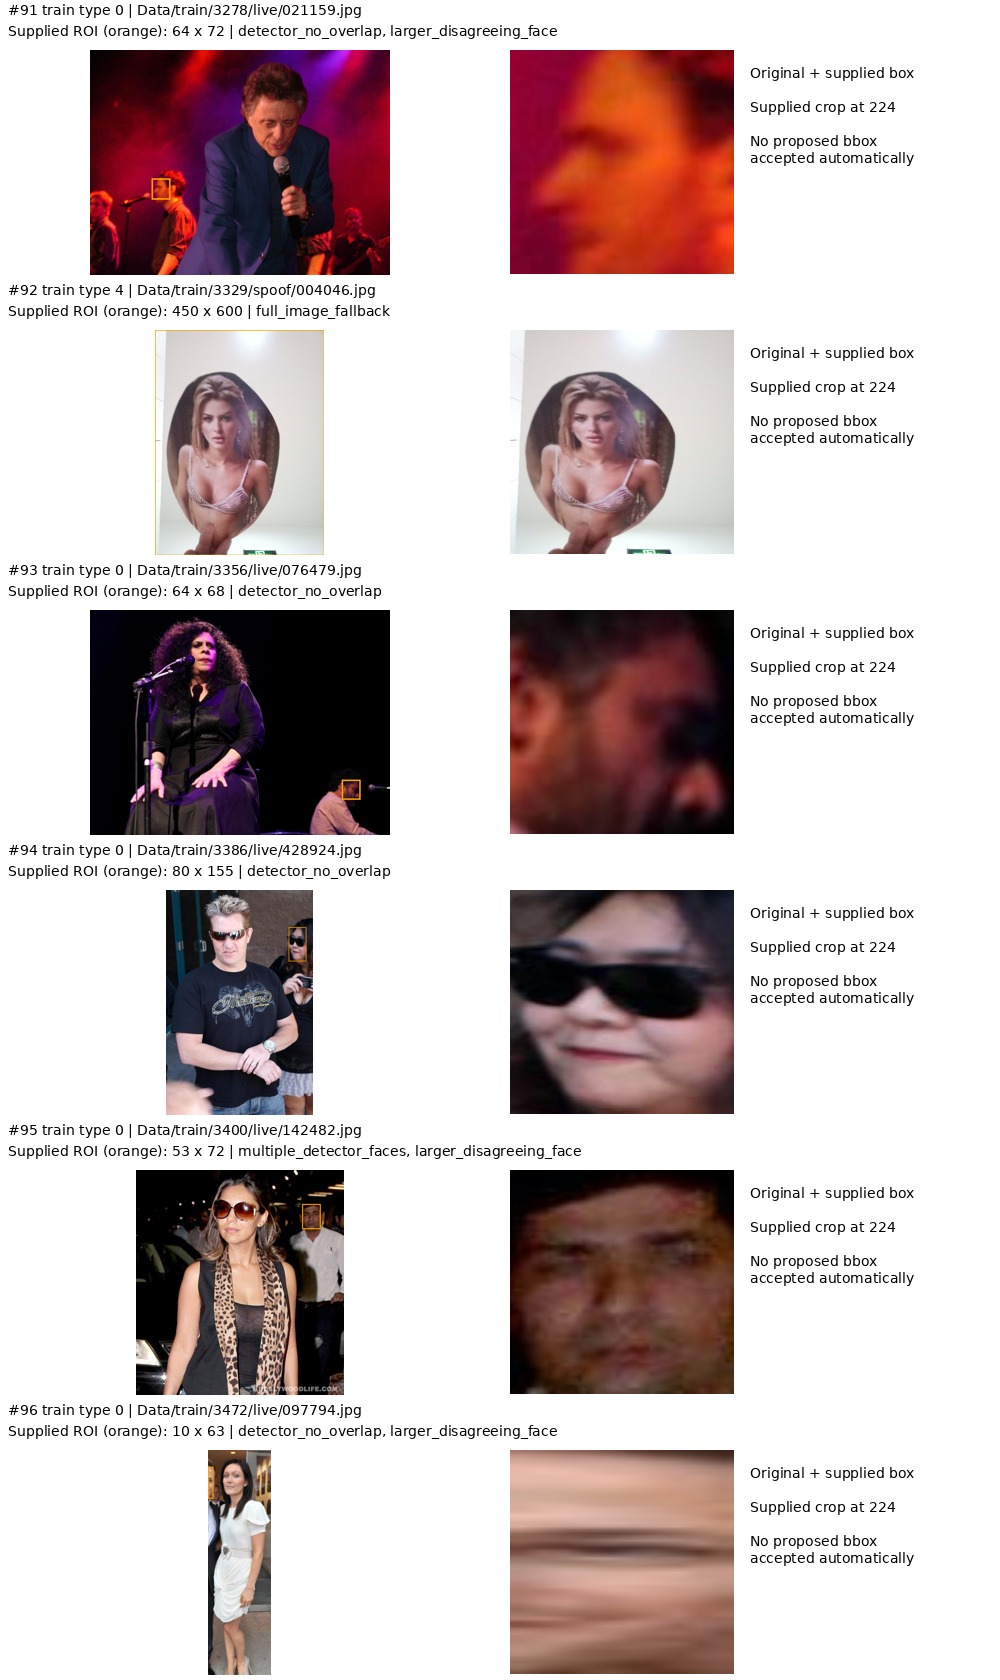 #91 train type 0 | Data/train/3278/live/021159.jpg
Supplied ROI (orange): 64 x 72 | detector_no_overlap, larger_disagreeing_face
Original + supplied box
Supplied crop at 224
No proposed bbox
accepted automatically
#92 train type 4 | Data/train/3329/spoof/004046.jpg
Supplied ROI (orange): 450 x 600 | full_image_fallback
Original + supplied box
Supplied crop at 224
No proposed bbox
accepted automatically
#93 train type 0 | Data/train/3356/live/076479.jpg
Supplied ROI (orange): 64 x 68 | detector_no_overlap
Original + supplied box
Supplied crop at 224
No proposed bbox
accepted automatically
#94 train type 0 | Data/train/3386/live/428924.jpg
Supplied ROI (orange): 80 x 155 | detector_no_overlap
Original + supplied box
Supplied crop at 224
No proposed bbox
accepted automatically
#95 train type 0 | Data/train/3400/live/142482.jpg
Supplied ROI (orange): 53 x 72 | multiple_detector_faces, larger_disagreeing_face
Original + supplied box
Supplied crop at 224
No proposed bbox
accepted automatically
#96 train type 0 | Data/train/3472/live/097794.jpg
Supplied ROI (orange): 10 x 63 | detector_no_overlap, larger_disagreeing_face
Original + supplied box
Supplied crop at 224
No proposed bbox
accepted automatically